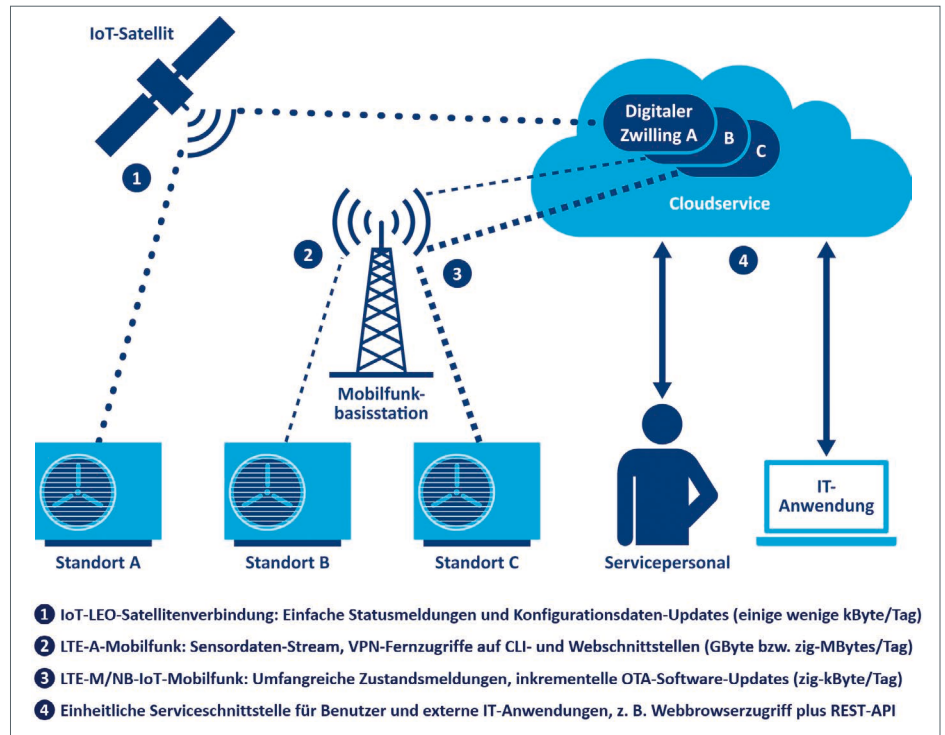 IoT-Satellit
1
Digitaler
Zwilling A
B
C
Cloudservice
2
3
4
Mobilfunk-
basisstation
IT-
Anwendung
Standort A
Standort B
Standort C
Servicepersonal
1 IoT-LEO-Satellitenverbindung: Einfache Statusmeldungen und Konfigurationsdaten-Updates (einige wenige kByte/Tag)
2 LTE-A-Mobilfunk: Sensordaten-Stream, VPN-Fernzugriffe auf CLI- und Webschnittstellen (GByte bzw. zig-MBytes/Tag)
3 LTE-M/NB-IoT-Mobilfunk: Umfangreiche Zustandsmeldungen, inkrementelle OTA-Software-Updates (zig-kByte/Tag)
4 Einheitliche Serviceschnittstelle für Benutzer und externe IT-Anwendungen, z. B. Webbrowserzugriff plus REST-API